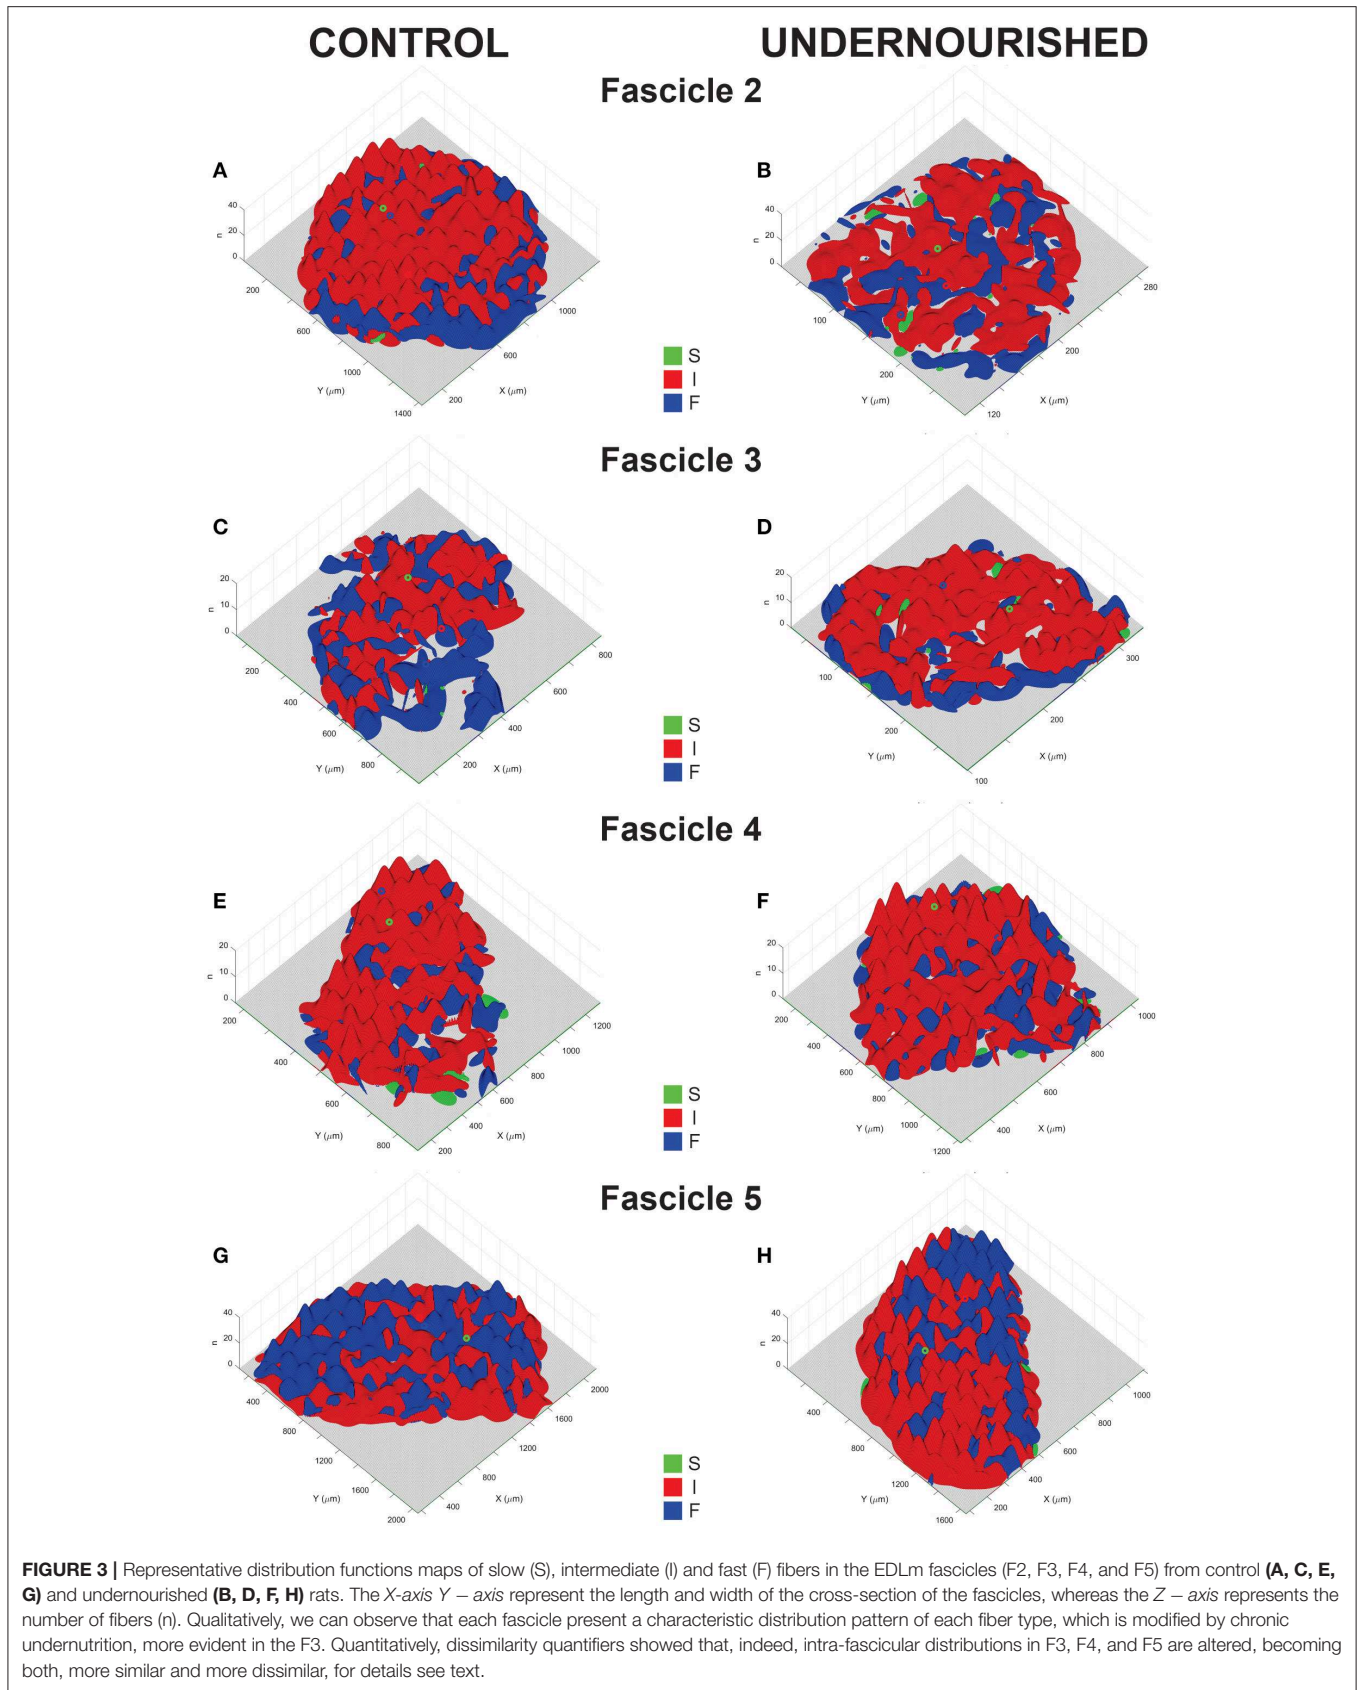 CONTROL
UNDERNOURISHED
Fascicle 2
A
40
20
0
n
200
600
1000
1400
Y (μm)
200
600
1000
X (μm)
B
40
20
0
n
100
200
Y (μm)
120
200
280
X (μm)
S
I
F
Fascicle 3
C
20
10
0
n
200
400
600
800
Y (μm)
200
400
600
800
X (μm)
D
20
10
0
n
100
200
Y (μm)
100
200
300
X (μm)
S
I
F
Fascicle 4
E
20
10
0
n
200
400
600
800
Y (μm)
200
400
600
800
1000
1200
X (μm)
F
20
10
0
n
200
400
600
800
1000
1200
Y (μm)
400
600
800
1000
X (μm)
S
I
F
Fascicle 5
G
40
20
0
n
400
800
1200
1600
2000
Y (μm)
400
800
1200
1600
2000
X (μm)
H
40
20
0
n
400
800
1200
1600
Y (μm)
200
400
600
800
1000
X (μm)
S
I
F
FIGURE 3 | Representative distribution functions maps of slow (S), intermediate (I) and fast (F) fibers in the EDLm fascicles (F2, F3, F4, and F5) from control (A, C, E,
G) and undernourished (B, D, F, H) rats. The X-axis Y – axis represent the length and width of the cross-section of the fascicles, whereas the Z – axis represents the
number of fibers (n). Qualitatively, we can observe that each fascicle present a characteristic distribution pattern of each fiber type, which is modified by chronic
undernutrition, more evident in the F3. Quantitatively, dissimilarity quantifiers showed that, indeed, intra-fascicular distributions in F3, F4, and F5 are altered, becoming
both, more similar and more dissimilar, for details see text.